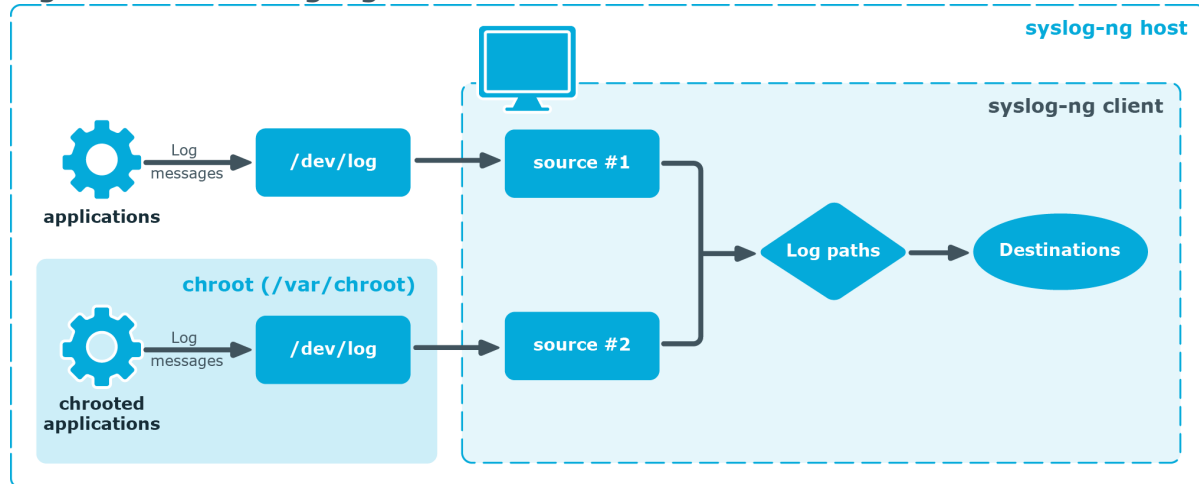 syslog-ng host
syslog-ng client
Log
messages
/dev/log
source #1
applications
Log paths
Destinations
chroot (/var/chroot)
Log
messages
/dev/log
source #2
chrooted
applications